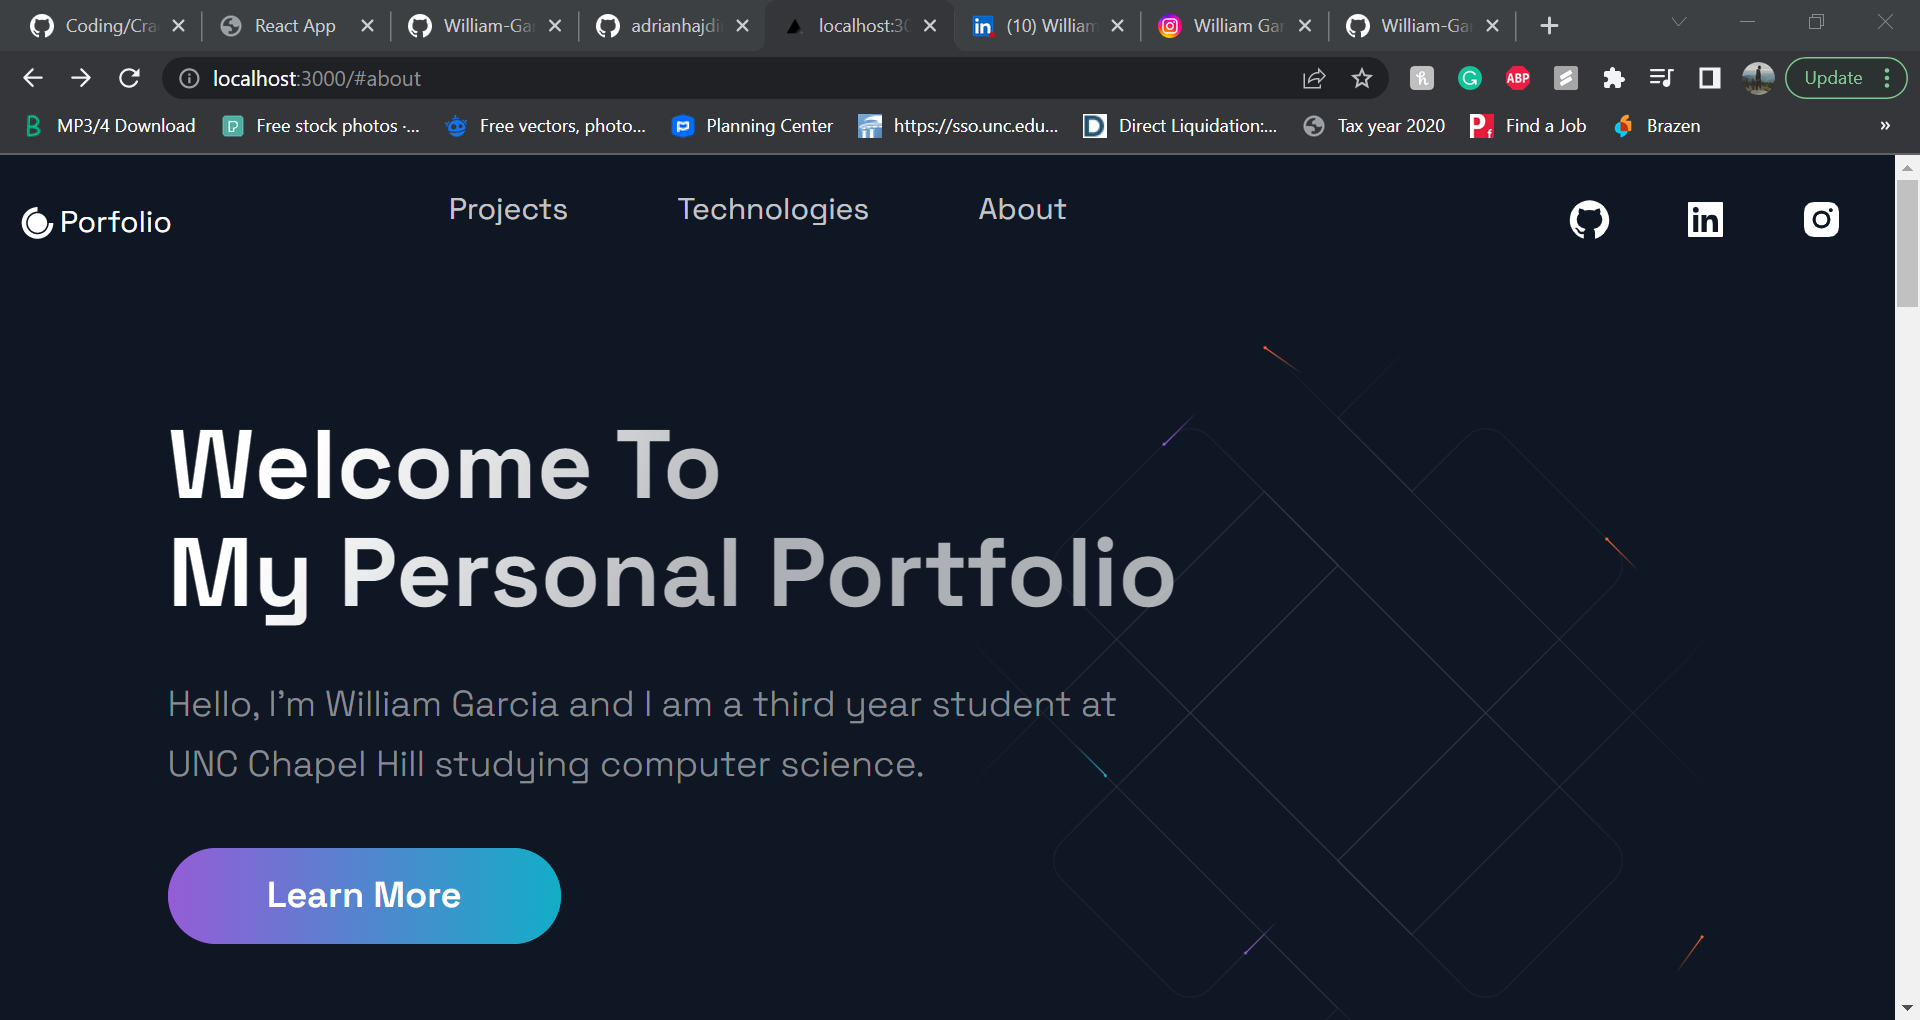 Coding/Cra React App William-Ga adrianhajdi localhost:30 (10) William William Gar William-Ga
localhost:3000/#about Update
MP3/4 Download Free stock photos ·... Free vectors, photo... Planning Center https://sso.unc.edu... Direct Liquidation:... Tax year 2020 Find a Job Brazen »
Porfolio Projects Technologies About
Welcome To
My Personal Portfolio
Hello, I'm William Garcia and I am a third year student at
UNC Chapel Hill studying computer science.
Learn More